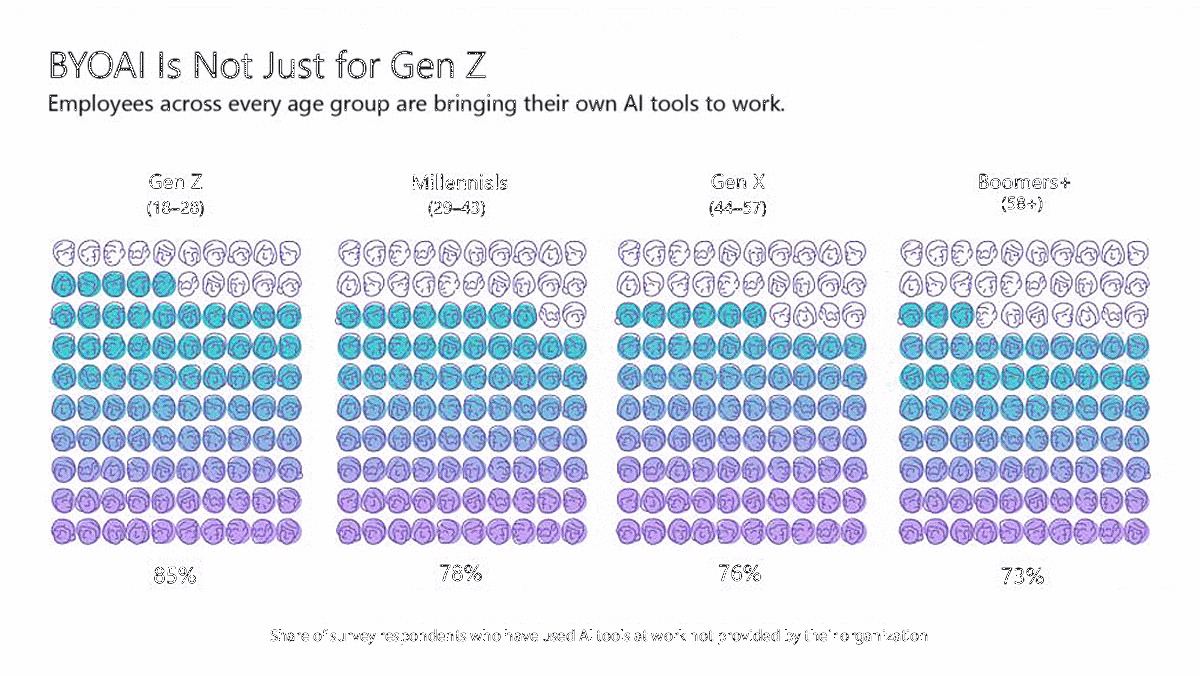 BYOAI Is Not Just for Gen Z
Employees across every age group are bringing their own AI tools to work.
Gen Z
(18–28)
Millennials
(29–43)
Gen X
(44–57)
Boomers+
(58+)
85%
78%
76%
73%
Share of survey respondents who have used AI tools at work not provided by their organization